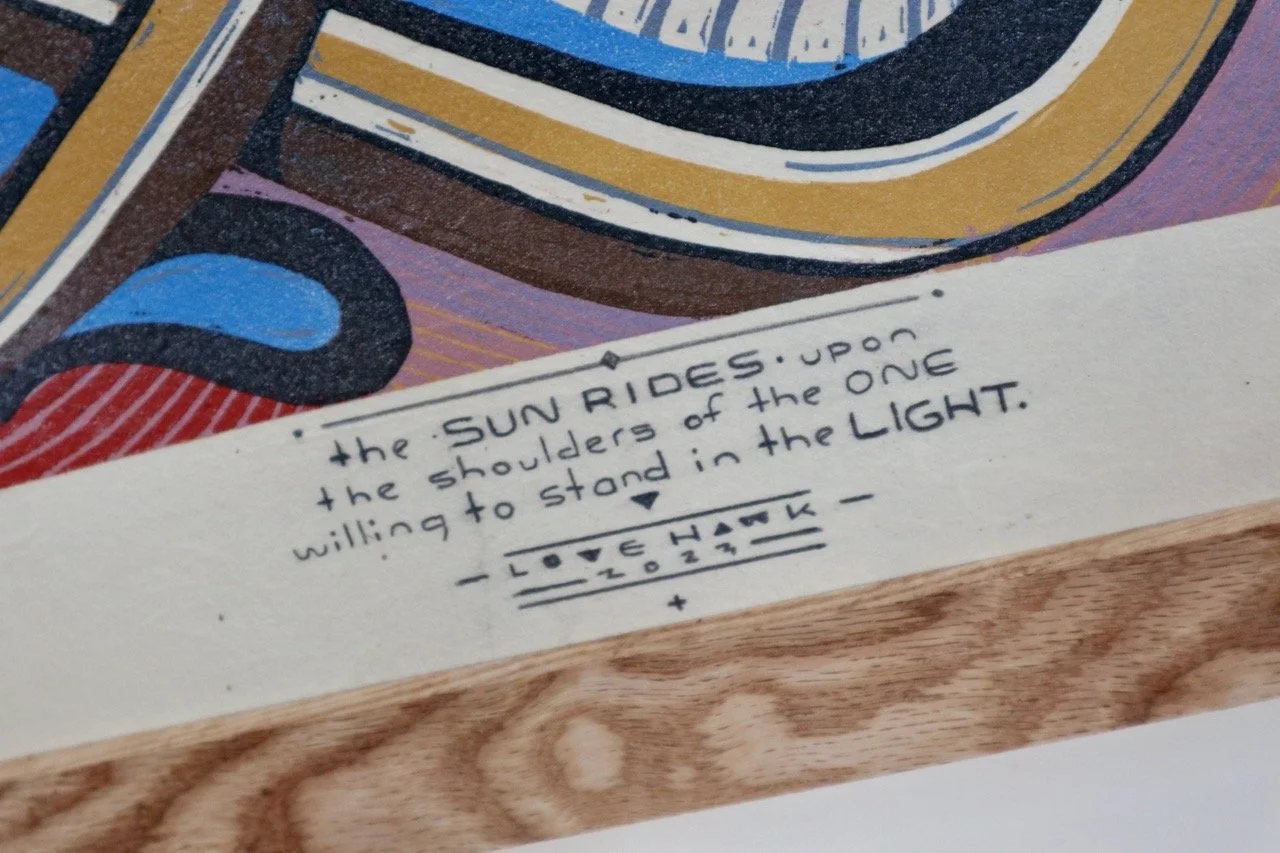 the · SUN RIDES · upon
the shoulders of the ONE
willing to stand in the LIGHT.
LOVE HAWK
2023